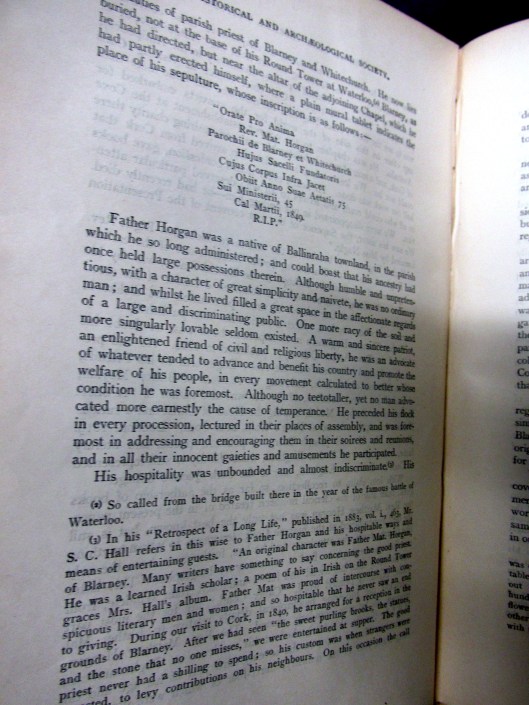 HISTORICAL AND ARCHÆOLOGICAL SOCIETY.
duties of parish priest of Blarney and Whitechurch. He now lies
buried, not at the base of his Round Tower at Waterloo,(2) Blarney, as
he had directed, but near the altar of the adjoining Chapel, which he
had partly erected himself, where a plain mural tablet indicates the
place of his sepulture, whose inscription is as follows:—
"Orate Pro Anima
Rev. Mat. Horgan
Parochii de Blarney et Whitechurch
Hujus Sacelli Fundatoris
Cujus Corpus Infra Jacet
Obiit Anno Suae Aetatis 75
Sui Ministerii, 45
Cal Martii, 1849.
R.I.P."
Father Horgan was a native of Ballinraha townland, in the parish
which he so long administered; and could boast that his ancestry had
once held large possessions therein. Although humble and unpreten-
tious, with a character of great simplicity and naivete, he was no ordinary
man; and whilst he lived filled a great space in the affectionate regards
of a large and discriminating public. One more racy of the soil and
more singularly lovable seldom existed. A warm and sincere patriot,
an enlightened friend of civil and religious liberty, he was an advocate
of whatever tended to advance and benefit his country and promote the
welfare of his people, in every movement calculated to better whose
condition he was foremost. Although no teetotaller, yet no man advo-
cated more earnestly the cause of temperance. He preceded his flock
in every procession, lectured in their places of assembly, and was fore-
most in addressing and encouraging them in their soirees and reunions,
and in all their innocent gaieties and amusements he participated.
His hospitality was unbounded and almost indiscriminate.(3) His
(2) So called from the bridge built there in the year of the famous battle of
Waterloo.
(3) In his "Retrospect of a Long Life," published in 1883, vol. i., 463, Mr.
S. C. Hall refers in this wise to Father Horgan and his hospitable ways and
means of entertaining guests. "An original character was Father Mat. Horgan,
of Blarney. Many writers have something to say concerning the good priest.
He was a learned Irish scholar; a poem of his in Irish on the Round Tower
graces Mrs. Hall's album. Father Mat was proud of intercourse with con-
spicuous literary men and women; and so hospitable that he never saw an end
to giving. During our visit to Cork, in 1840, he arranged for a reception in the
grounds of Blarney. After we had seen "the sweet purling brooks, the statues,
and the stone that no one misses," we were entertained at supper. The good
priest never had a shilling to spend; so his custom was when strangers were
to levy contributions on his neighbours. On this occasion the call